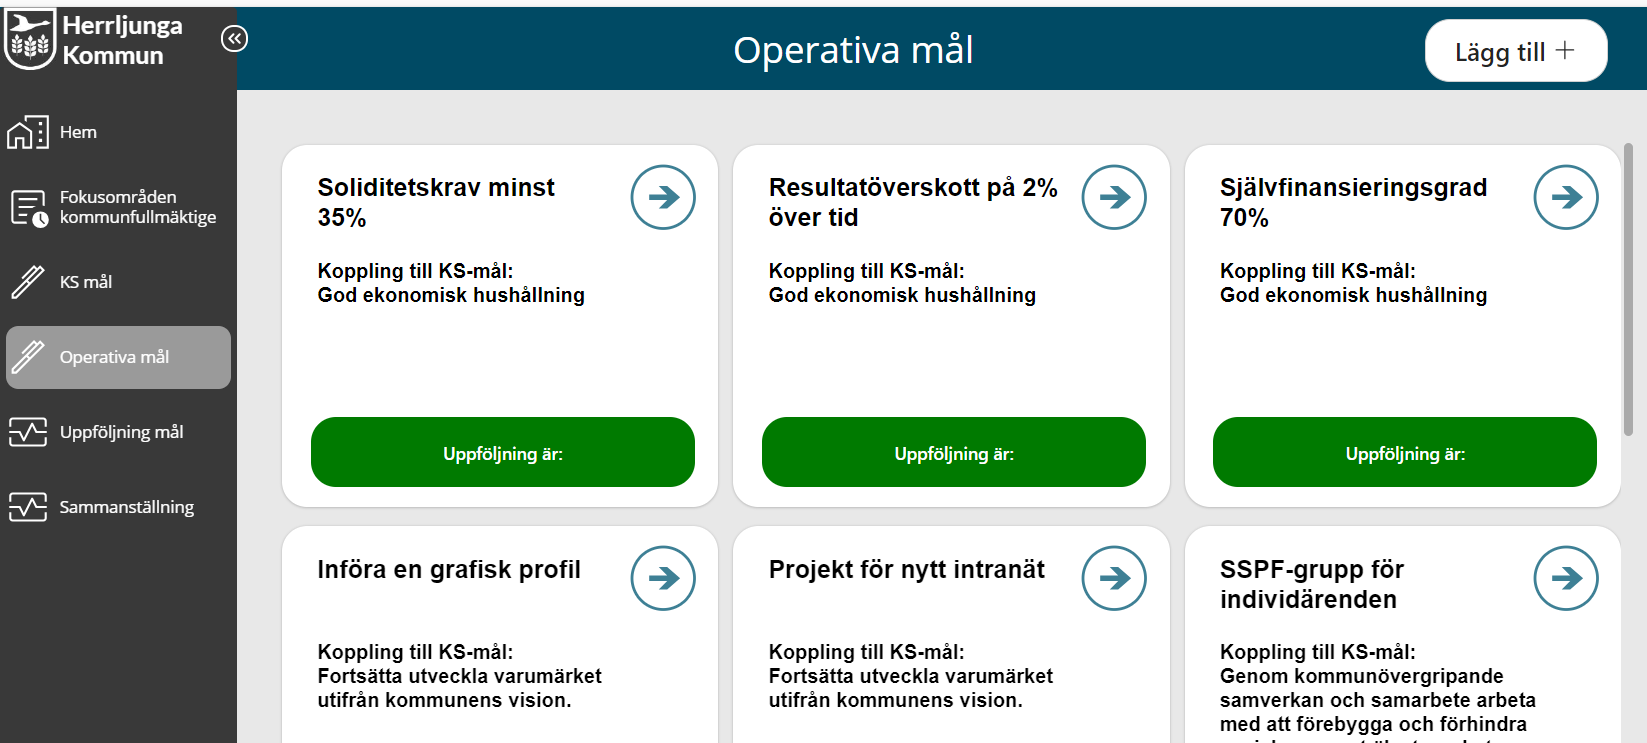 Herrljunga
Kommun
Operativa mål
Lägg till +
Hem
Fokusområden
kommunfullmäktige
KS mål
Operativa mål
Uppföljning mål
Sammanställning
Soliditetskrav minst
35%
Koppling till KS-mål:
God ekonomisk hushållning
Uppföljning är:
Resultatöverskott på 2%
över tid
Koppling till KS-mål:
God ekonomisk hushållning
Uppföljning är:
Självfinansieringsgrad
70%
Koppling till KS-mål:
God ekonomisk hushållning
Uppföljning är:
Införa en grafisk profil
Koppling till KS-mål:
Fortsätta utveckla varumärket
utifrån kommunens vision.
Projekt för nytt intranät
Koppling till KS-mål:
Fortsätta utveckla varumärket
utifrån kommunens vision.
SSPF-grupp för
individärenden
Koppling till KS-mål:
Genom kommunövergripande
samverkan och samarbete arbeta
med att förebygga och förhindra